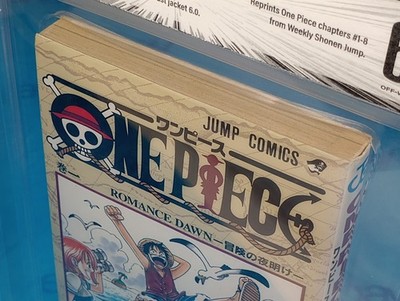 jacket 6.0.
Reprints One Piece chapters #1-8
from Weekly Shonen Jump.
JUMP COMICS
ワンピース
ONE PIECE
巻一
ROMANCE DAWN—冒険の夜明け—